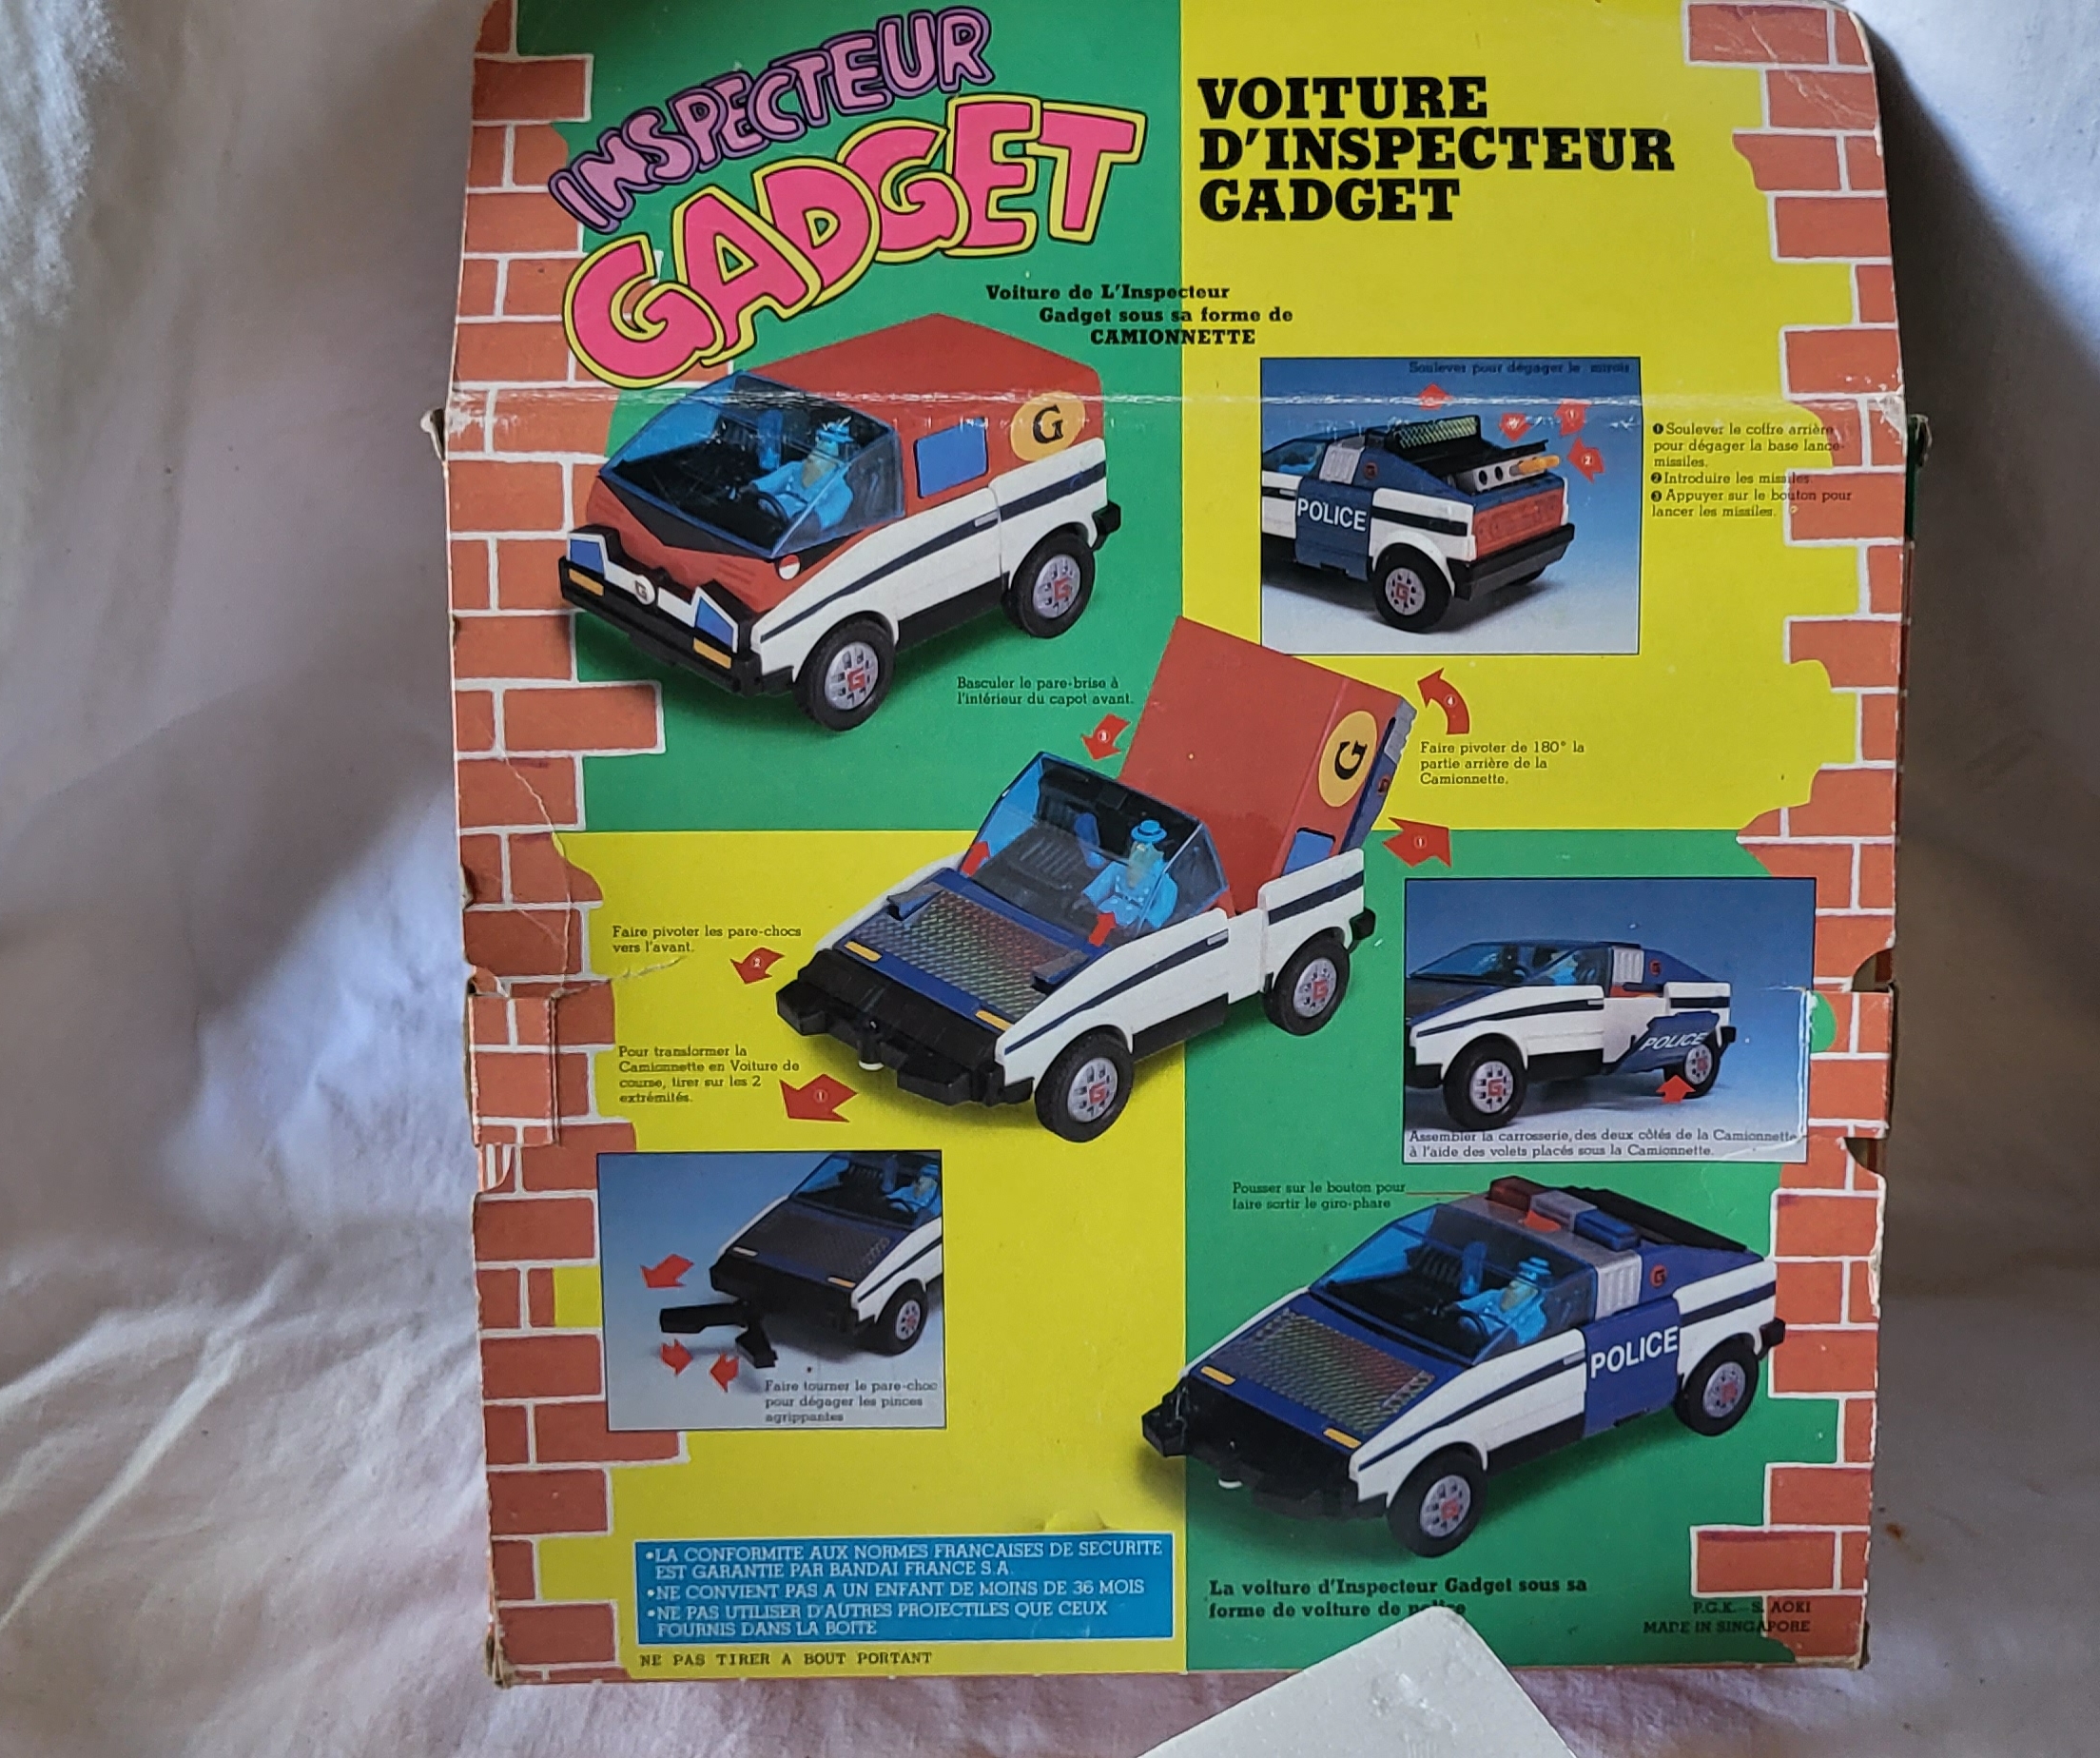 INSPECTEUR
GADGET
VOITURE
D'INSPECTEUR
GADGET
Voiture de L'Inspecteur
Gadget sous sa forme de
CAMIONNETTE
G
Soulever pour dégager le miroir
POLICE
❶ Soulever le coffre arrière
pour dégager la base lance-
missiles.
❷ Introduire les missiles.
❸ Appuyer sur le bouton pour
lancer les missiles.
Basculer le pare-brise à
l'intérieur du capot avant.
Faire pivoter de 180° la
partie arrière de la
Camionnette.
G
Faire pivoter les pare-chocs
vers l'avant.
Pour transformer la
Camionnette en Voiture de
course, tirer sur les 2
extrémités.
POLICE
Assembler la carrosserie, des deux côtés de la Camionnette
à l'aide des volets placés sous la Camionnette.
Faire tourner le pare-choc
pour dégager les pinces
agrippantes
Pousser sur le bouton pour
faire sortir le giro-phare
POLICE
•LA CONFORMITE AUX NORMES FRANCAISES DE SECURITE
EST GARANTIE PAR BANDAI FRANCE S.A.
•NE CONVIENT PAS A UN ENFANT DE MOINS DE 36 MOIS
•NE PAS UTILISER D'AUTRES PROJECTILES QUE CEUX
FOURNIS DANS LA BOITE
NE PAS TIRER A BOUT PORTANT
La voiture d'Inspecteur Gadget sous sa
forme de voiture de police
P.G.K. – S. AOKI
MADE IN SINGAPORE